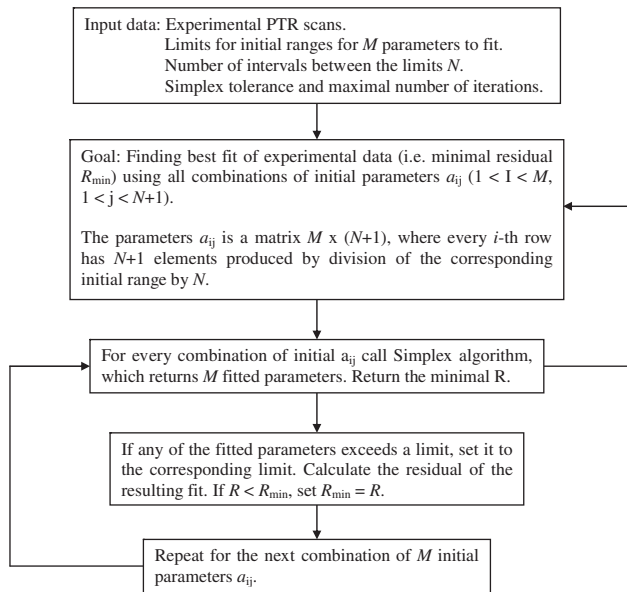 Input data: Experimental PTR scans.
Limits for initial ranges for M parameters to fit.
Number of intervals between the limits N.
Simplex tolerance and maximal number of iterations.
Goal: Finding best fit of experimental data (i.e. minimal residual
Rmin) using all combinations of initial parameters aij (1 < I < M,
1 < j < N+1).
The parameters aij is a matrix M x (N+1), where every i-th row
has N+1 elements produced by division of the corresponding
initial range by N.
For every combination of initial aij call Simplex algorithm,
which returns M fitted parameters. Return the minimal R.
If any of the fitted parameters exceeds a limit, set it to
the corresponding limit. Calculate the residual of the
resulting fit. If R < Rmin, set Rmin = R.
Repeat for the next combination of M initial
parameters aij.